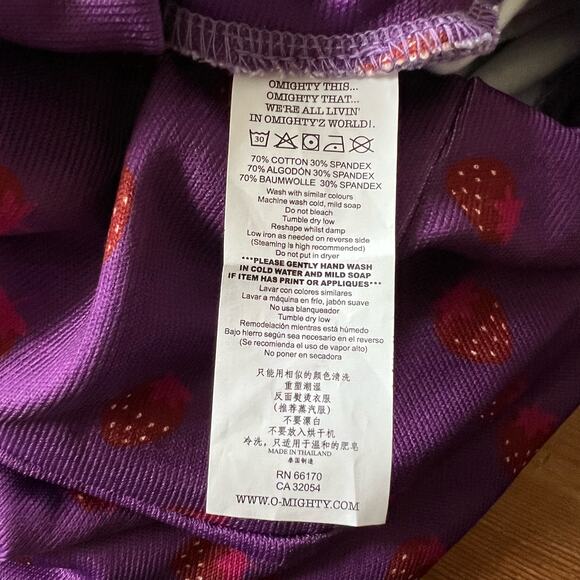 OMIGHTY THIS...
OMIGHTY THAT...
WE'RE ALL LIVIN'
IN OMIGHTY'Z WORLD!.
30
70% COTTON 30% SPANDEX
70% ALGODÓN 30% SPANDEX
70% BAUMWOLLE 30% SPANDEX
Wash with similar colours
Machine wash cold, mild soap
Do not bleach
Tumble dry low
Reshape whilst damp
Low iron as needed on reverse side
(Steaming is high recommended)
Do not put in dryer
***PLEASE GENTLY HAND WASH
IN COLD WATER AND MILD SOAP
IF ITEM HAS PRINT OR APPLIQUES***
Lavar con colores similares
Lavar a máquina en frío, jabón suave
No usa blanqueador
Tumble dry low
Remodelación mientras está húmedo
Bajo hierro según sea necesario en el reverso
(Se recomienda el uso de vapor alto)
No poner en secadora
只能用相似的颜色清洗
重塑潮湿
反面熨烫衣服
(推荐蒸汽服)
不要漂白
不要放入烘干机
冷洗，只适用于温和的肥皂
MADE IN THAILAND
泰国制造
RN 66170
CA 32054
WWW.O-MIGHTY.COM